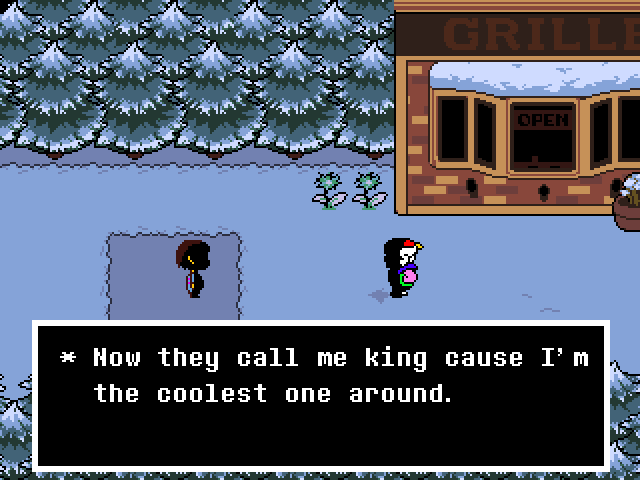 GRILLB
OPEN
* Now they call me king cause I'm
the coolest one around.